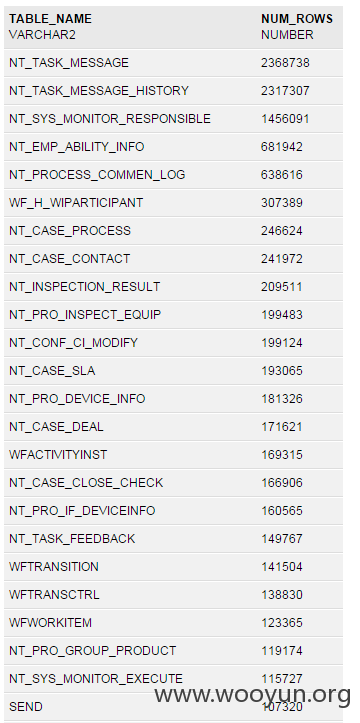 TABLE_NAME NUM_ROWS
VARCHAR2 NUMBER
NT_TASK_MESSAGE 2368738
NT_TASK_MESSAGE_HISTORY 2317307
NT_SYS_MONITOR_RESPONSIBLE 1456091
NT_EMP_ABILITY_INFO 681942
NT_PROCESS_COMMEN_LOG 638616
WF_H_WIPARTICIPANT 307389
NT_CASE_PROCESS 246624
NT_CASE_CONTACT 241972
NT_INSPECTION_RESULT 209511
NT_PRO_INSPECT_EQUIP 199483
NT_CONF_CI_MODIFY 199124
NT_CASE_SLA 193065
NT_PRO_DEVICE_INFO 181326
NT_CASE_DEAL 171621
WFACTIVITYINST 169315
NT_CASE_CLOSE_CHECK 166906
NT_PRO_IF_DEVICEINFO 160565
NT_TASK_FEEDBACK 149767
WFTRANSITION 141504
WFTRANSCTRL 138830
WFWORKITEM 123365
NT_PRO_GROUP_PRODUCT 119174
NT_SYS_MONITOR_EXECUTE 115727
SEND 107320
www.wooyun.org